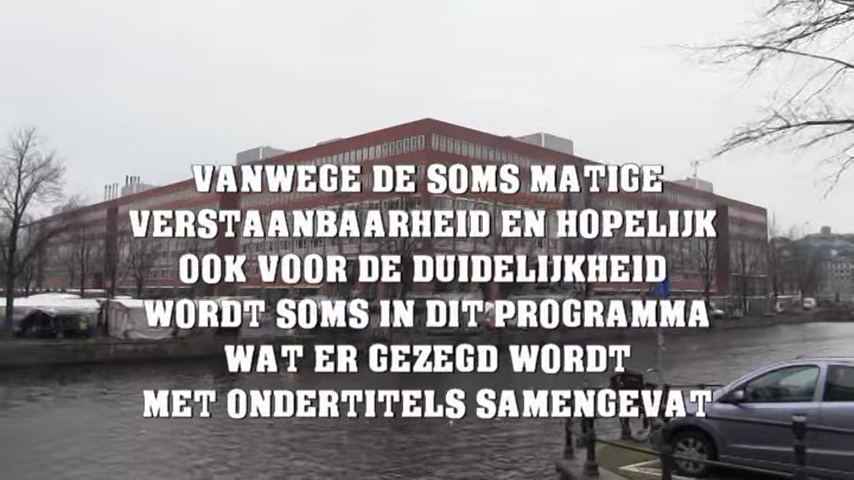 VANWEGE DE SOMS MATIGE
VERSTAANBAARHEID EN HOPELIJK
OOK VOOR DE DUIDELIJKHEID
WORDT SOMS IN DIT PROGRAMMA
WAT ER GEZEGD WORDT
MET ONDERTITELS SAMENGEVAT